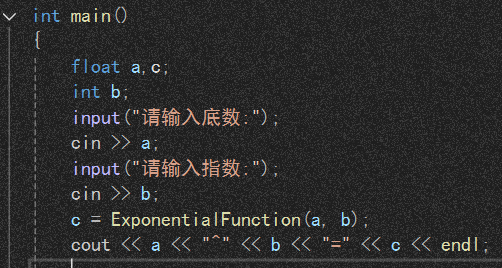 int main()
{
float a,c;
int b;
input("请输入底数:");
cin >> a;
input("请输入指数:");
cin >> b;
c = ExponentialFunction(a, b);
cout << a << "^" << b << "=" << c << endl;